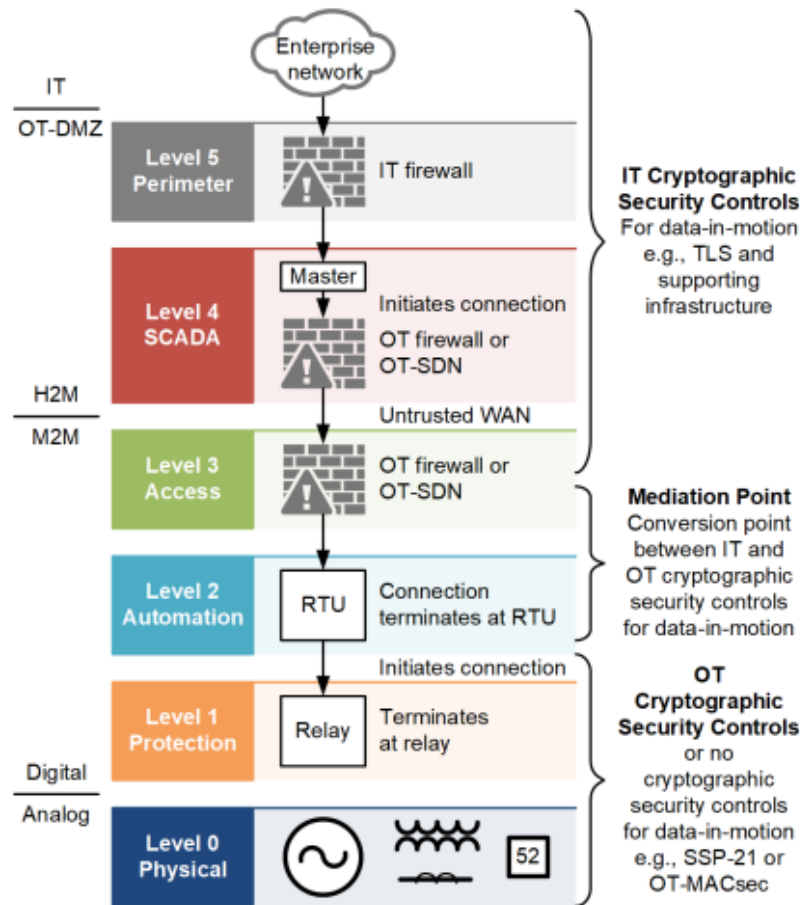 Enterprise
network
IT
OT-DMZ
Level 5
Perimeter
IT firewall
IT Cryptographic
Security Controls
For data-in-motion
e.g., TLS and
supporting
infrastructure
Level 4
SCADA
Master
Initiates connection
OT firewall or
OT-SDN
H2M
M2M
Untrusted WAN
Level 3
Access
OT firewall or
OT-SDN
Mediation Point
Conversion point
between IT and
OT cryptographic
security controls
for data-in-motion
Level 2
Automation
RTU
Connection
terminates at RTU
Initiates connection
Level 1
Protection
Relay
Terminates
at relay
OT
Cryptographic
Security Controls
or no
cryptographic
security controls
for data-in-motion
e.g., SSP-21 or
OT-MACsec
Digital
Analog
Level 0
Physical
52